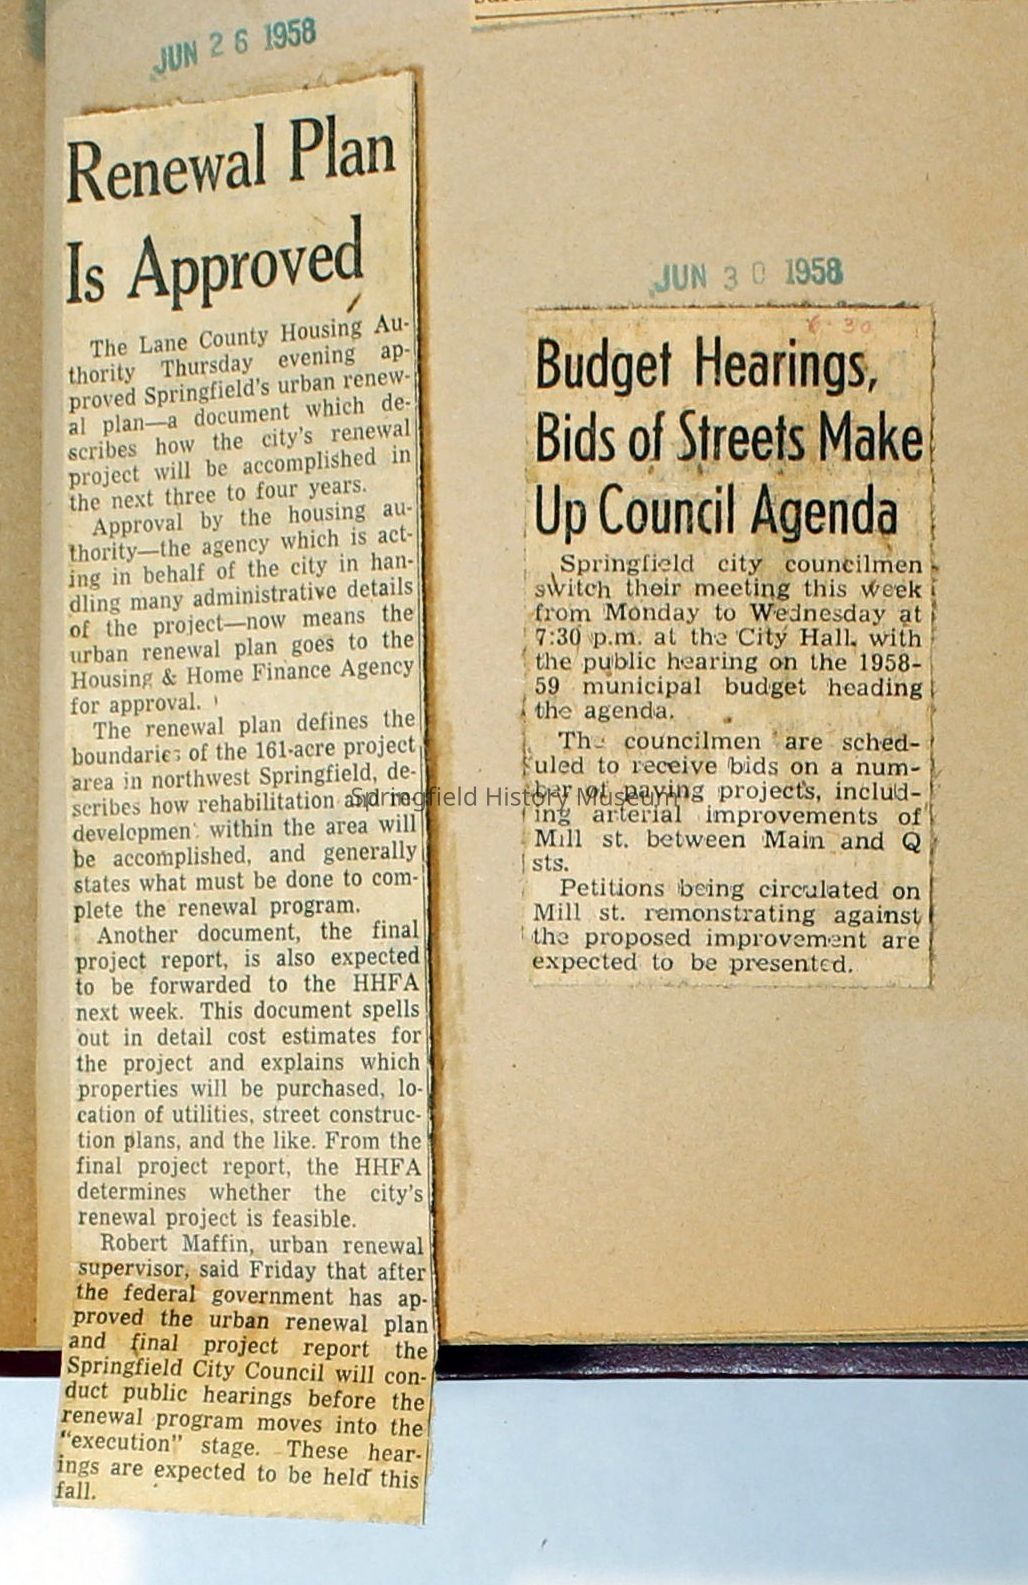 JUN 26 1958
Renewal Plan
Is Approved
The Lane County Housing Au-
thority Thursday evening ap-
proved Springfield's urban renew-
al plan—a document which de-
scribes how the city's renewal
project will be accomplished in
the next three to four years.
Approval by the housing au-
thority—the agency which is act-
ing in behalf of the city in han-
dling many administrative details
of the project—now means the
urban renewal plan goes to the
Housing & Home Finance Agency
for approval.
The renewal plan defines the
boundaries of the 161-acre project
area in northwest Springfield, de-
scribes how rehabilitation and re-
development within the area will
be accomplished, and generally
states what must be done to com-
plete the renewal program.
Another document, the final
project report, is also expected
to be forwarded to the HHFA
next week. This document spells
out in detail cost estimates for
the project and explains which
properties will be purchased, lo-
cation of utilities, street construc-
tion plans, and the like. From the
final project report, the HHFA
determines whether the city's
renewal project is feasible.
Robert Maffin, urban renewal
supervisor, said Friday that after
the federal government has ap-
proved the urban renewal plan
and final project report the
Springfield City Council will con-
duct public hearings before the
renewal program moves into the
"execution" stage. These hear-
ings are expected to be held this
fall.
JUN 30 1958
6-30
Budget Hearings,
Bids of Streets Make
Up Council Agenda
Springfield city councilmen
switch their meeting this week
from Monday to Wednesday at
7:30 p.m. at the City Hall, with
the public hearing on the 1958-
59 municipal budget heading
the agenda.
The councilmen are sched-
uled to receive bids on a num-
ber of paving projects, includ-
ing arterial improvements of
Mill st. between Main and Q
sts.
Petitions being circulated on
Mill st. remonstrating against
the proposed improvement are
expected to be presented.
Springfield History Museum